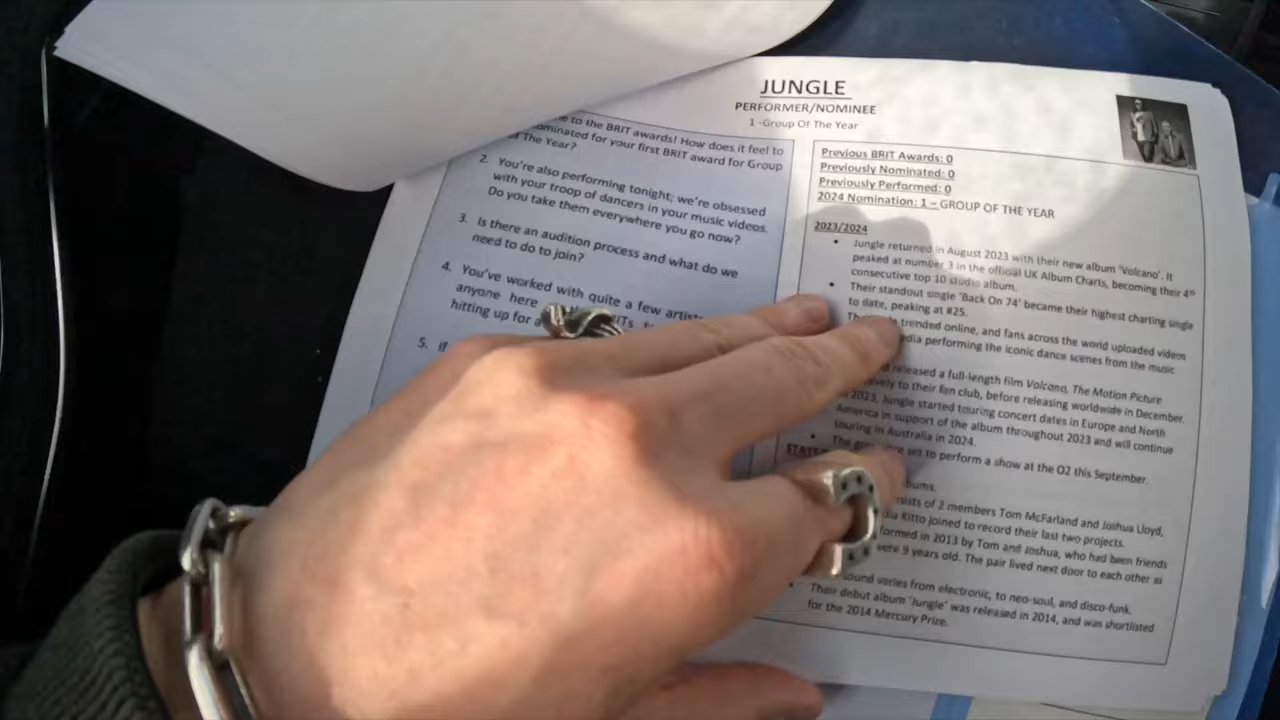 JUNGLE
PERFORMER/NOMINEE
1 -Group Of The Year
to the BRIT awards! How does it feel to
nominated for your first BRIT award for Group
Of The Year?
2. You're also performing tonight; we're obsessed
with your troop of dancers in your music videos.
Do you take them everywhere you go now?
3. Is there an audition process and what do we
need to do to join?
4. You've worked with quite a few artists
anyone here
hitting up for a
5. If
Previous BRIT Awards: 0
Previously Nominated: 0
Previously Performed: 0
2024 Nomination: 1 – GROUP OF THE YEAR
2023/2024
• Jungle returned in August 2023 with their new album 'Volcano'. It
peaked at number 3 in the official UK Album Charts, becoming their 4th
consecutive top 10 studio album.
• Their standout single 'Back On 74' became their highest charting single
to date, peaking at #25.
trended online, and fans across the world uploaded videos
performing the iconic dance scenes from the music
released a full-length film Volcano, The Motion Picture
to their fan club, before releasing worldwide in December.
2023, Jungle started touring concert dates in Europe and North
America in support of the album throughout 2023 and will continue
touring in Australia in 2024.
• The set to perform a show at the O2 this September.
of 2 members Tom McFarland and Joshua Lloyd,
Kitto joined to record their last two projects.
formed in 2013 by Tom and Joshua, who had been friends
were 9 years old. The pair lived next door to each other as
sound varies from electronic, to neo-soul, and disco-funk.
• Their debut album 'Jungle' was released in 2014, and was shortlisted
for the 2014 Mercury Prize.